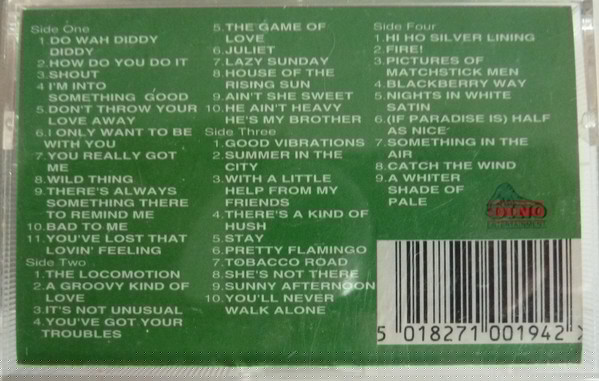 Side One
1 DO WAH DIDDY
DIDDY
2.HOW DO YOU DO IT
3.SHOUT
4 I'M INTO
SOMETHING GOOD
5.DON'T THROW YOUR
LOVE AWAY
6.I ONLY WANT TO BE
WITH YOU
7.YOU REALLY GOT
ME
8.WILD THING
9.THERE'S ALWAYS
SOMETHING THERE
TO REMIND ME
10.BAD TO ME
11.YOU'VE LOST THAT
LOVIN' FEELING
Side Two
1.THE LOCOMOTION
2.A GROOVY KIND OF
LOVE
3.IT'S NOT UNUSUAL
4.YOU'VE GOT YOUR
TROUBLES
5.THE GAME OF
LOVE
6.JULIET
7.LAZY SUNDAY
8.HOUSE OF THE
RISING SUN
9.AIN'T SHE SWEET
10.HE AIN'T HEAVY
HE'S MY BROTHER
Side Three
1.GOOD VIBRATIONS
2.SUMMER IN THE
CITY
3.WITH A LITTLE
HELP FROM MY
FRIENDS
4.THERE'S A KIND OF
HUSH
5.STAY
6.PRETTY FLAMINGO
7.TOBACCO ROAD
8.SHE'S NOT THERE
9.SUNNY AFTERNOON
10.YOU'LL NEVER
WALK ALONE
Side Four
1.HI HO SILVER LINING
2.FIRE!
3.PICTURES OF
MATCHSTICK MEN
4.BLACKBERRY WAY
5.NIGHTS IN WHITE
SATIN
6.(IF PARADISE IS) HALF
AS NICE
7.SOMETHING IN THE
AIR
8.CATCH THE WIND
9.A WHITER
SHADE OF
PALE
DINO
5 018271 001942 >